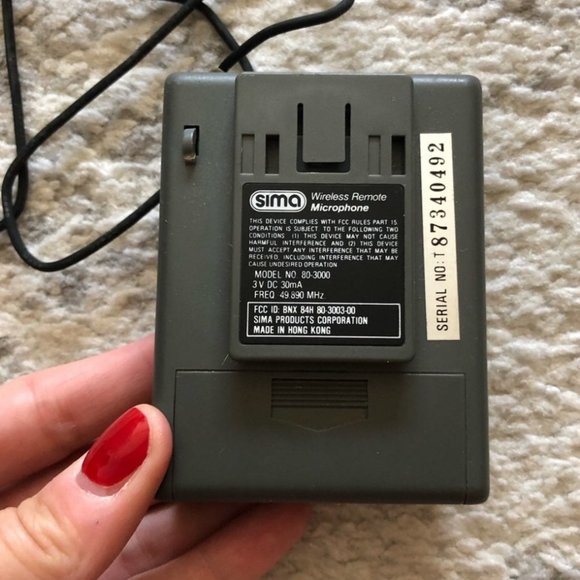 sima Wireless Remote
Microphone
THIS DEVICE COMPLIES WITH FCC RULES PART 15
OPERATION IS SUBJECT TO THE FOLLOWING TWO
CONDITIONS (1) THIS DEVICE MAY NOT CAUSE
HARMFUL INTERFERENCE AND (2) THIS DEVICE
MUST ACCEPT ANY INTERFERENCE THAT MAY BE
RECEIVED, INCLUDING INTERFERENCE THAT MAY
CAUSE UNDESIRED OPERATION
MODEL NO. 80-3000
3 V DC 30mA
FREQ. 49.890 MHz.
FCC ID: BNX 84H 80-3003-00
SIMA PRODUCTS CORPORATION
MADE IN HONG KONG
SERIAL NO: T 87340492